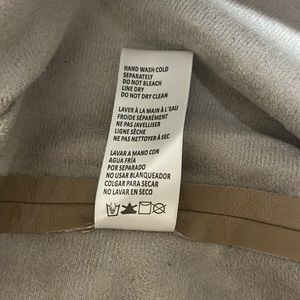 HAND WASH COLD
SEPARATELY
DO NOT BLEACH
LINE DRY
DO NOT DRY CLEAN
LAVER À LA MAIN À L'EAU
FROIDE SÉPARÉMENT
NE PAS JAVELLISER
LIGNE SÈCHE
NE PAS NETTOYER À SEC
LAVAR A MANO CON
AGUA FRÍA
POR SEPARADO
NO USAR BLANQUEADOR
COLGAR PARA SECAR
NO LAVAR EN SECO